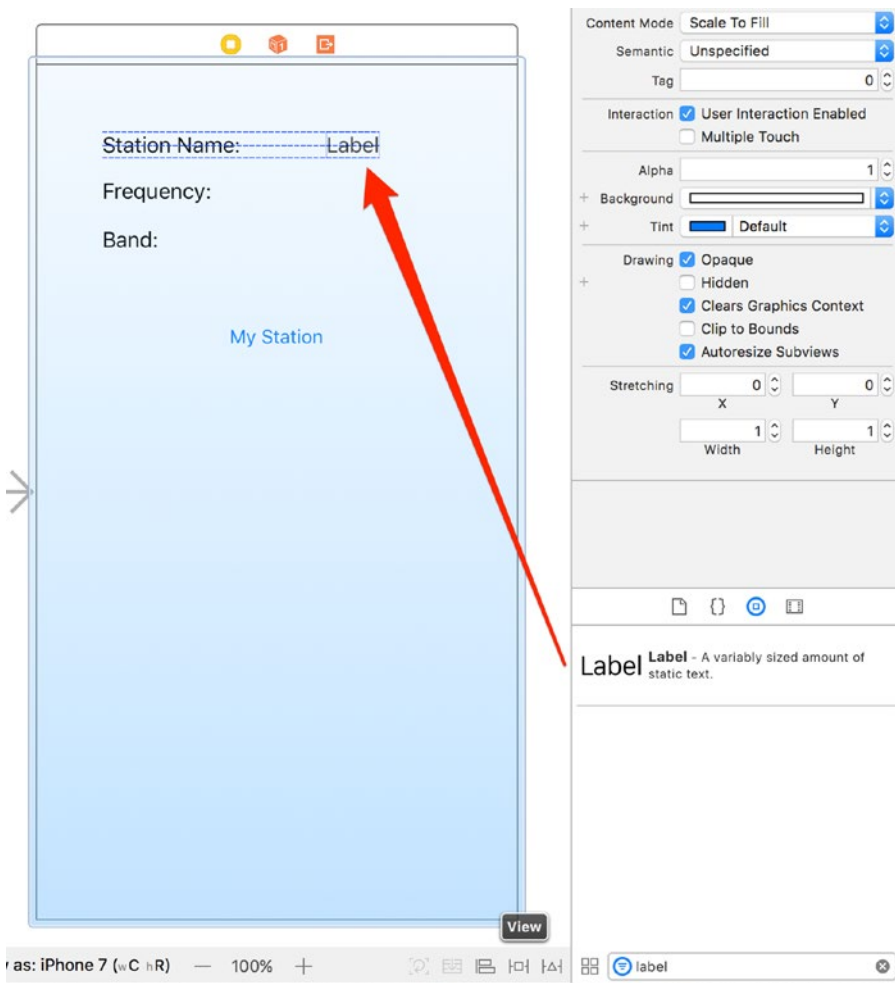 Station Name: Label
Frequency:
Band:
My Station
View
as: iPhone 7 (wC hR) — 100% +
Content Mode Scale To Fill
Semantic Unspecified
Tag 0
Interaction User Interaction Enabled
Multiple Touch
Alpha 1
+ Background
+ Tint Default
Drawing Opaque
+ Hidden
Clears Graphics Context
Clip to Bounds
Autoresize Subviews
Stretching 0 0
X Y
1 1
Width Height
{}
Label Label - A variably sized amount of
static text.
label